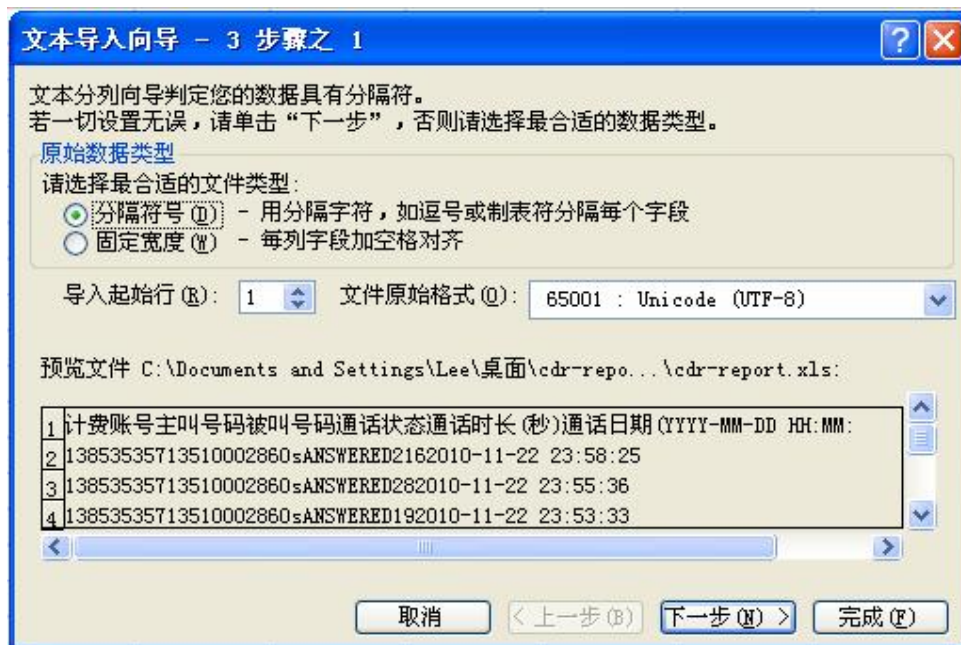 文本导入向导 - 3 步骤之 1
文本分列向导判定您的数据具有分隔符。
若一切设置无误，请单击“下一步”，否则请选择最合适的数据类型。
原始数据类型
请选择最合适的文件类型:
分隔符号(D) - 用分隔字符，如逗号或制表符分隔每个字段
固定宽度(W) - 每列字段加空格对齐
导入起始行(R): 1 文件原始格式(O): 65001 : Unicode (UTF-8)
预览文件 C:\Documents and Settings\Lee\桌面\cdr-repo...\cdr-report.xls:
1 计费账号主叫号码被叫号码通话状态通话时长(秒)通话日期(YYYY-MM-DD HH:MM:
2 13853535713510002860sANSWERED2162010-11-22 23:58:25
3 13853535713510002860sANSWERED282010-11-22 23:55:36
4 13853535713510002860sANSWERED192010-11-22 23:53:33
取消 < 上一步(B) 下一步(N) > 完成(F)